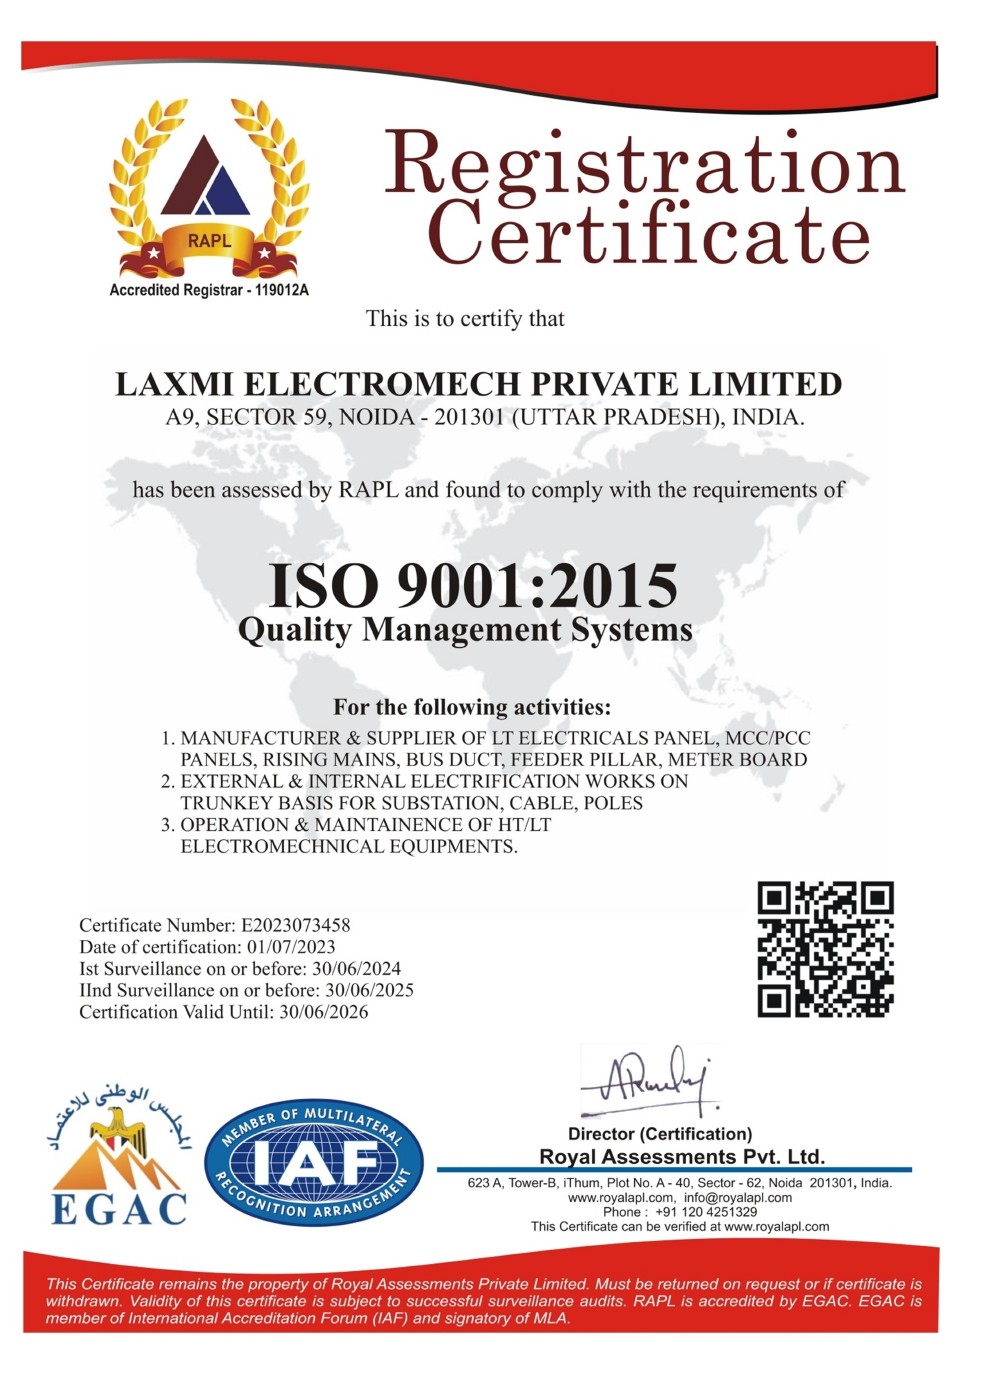 Registration
Certificate
RAPL
Accredited Registrar - 119012A
This is to certify that
LAXMI ELECTROMECH PRIVATE LIMITED
A9, SECTOR 59, NOIDA - 201301 (UTTAR PRADESH), INDIA.
has been assessed by RAPL and found to comply with the requirements of
ISO 9001:2015
Quality Management Systems
For the following activities:
1. MANUFACTURER & SUPPLIER OF LT ELECTRICALS PANEL, MCC/PCC
PANELS, RISING MAINS, BUS DUCT, FEEDER PILLAR, METER BOARD
2. EXTERNAL & INTERNAL ELECTRIFICATION WORKS ON
TRUNKEY BASIS FOR SUBSTATION, CABLE, POLES
3. OPERATION & MAINTAINENCE OF HT/LT
ELECTROMECHNICAL EQUIPMENTS.
Certificate Number: E2023073458
Date of certification: 01/07/2023
Ist Surveillance on or before: 30/06/2024
IInd Surveillance on or before: 30/06/2025
Certification Valid Until: 30/06/2026
المجلس الوطنى للاعتماد
EGAC
MEMBER OF MULTILATERAL
IAF
RECOGNITION ARRANGEMENT
Director (Certification)
Royal Assessments Pvt. Ltd.
623 A, Tower-B, iThum, Plot No. A - 40, Sector - 62, Noida 201301, India.
www.royalapl.com, info@royalapl.com
Phone : +91 120 4251329
This Certificate can be verified at www.royalapl.com
This Certificate remains the property of Royal Assessments Private Limited. Must be returned on request or if certificate is
withdrawn. Validity of this certificate is subject to successful surveillance audits. RAPL is accredited by EGAC. EGAC is
member of International Accreditation Forum (IAF) and signatory of MLA.